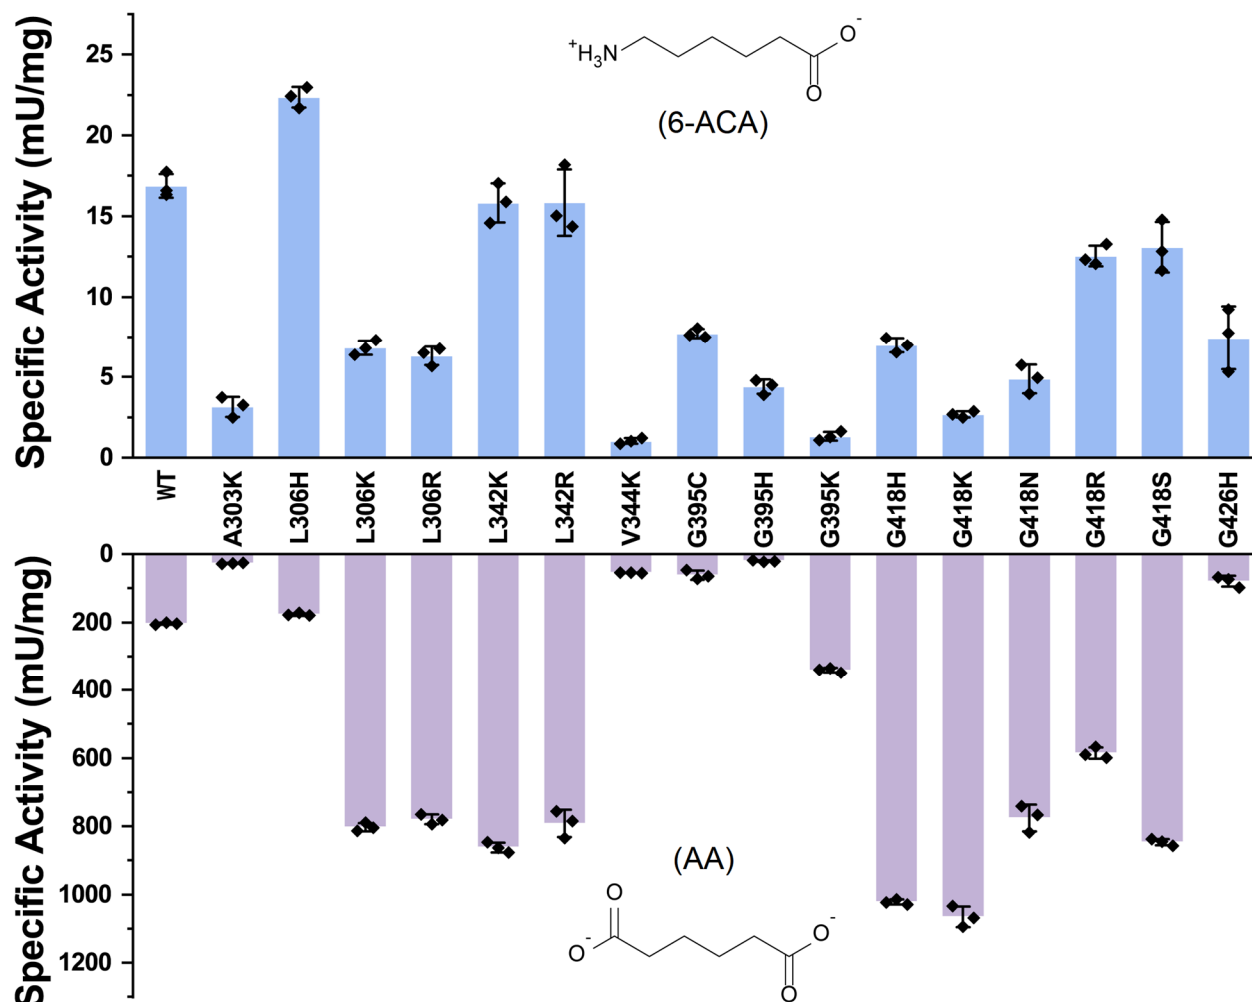 Specific Activity (mU/mg)
25
20
15
10
5
0
+H3N
O-
O
(6-ACA)
WT
A303K
L306H
L306K
L306R
L342K
L342R
V344K
G395C
G395H
G395K
G418H
G418K
G418N
G418R
G418S
G426H
Specific Activity (mU/mg)
0
200
400
600
800
1000
1200
(AA)
O
O-
O-
O